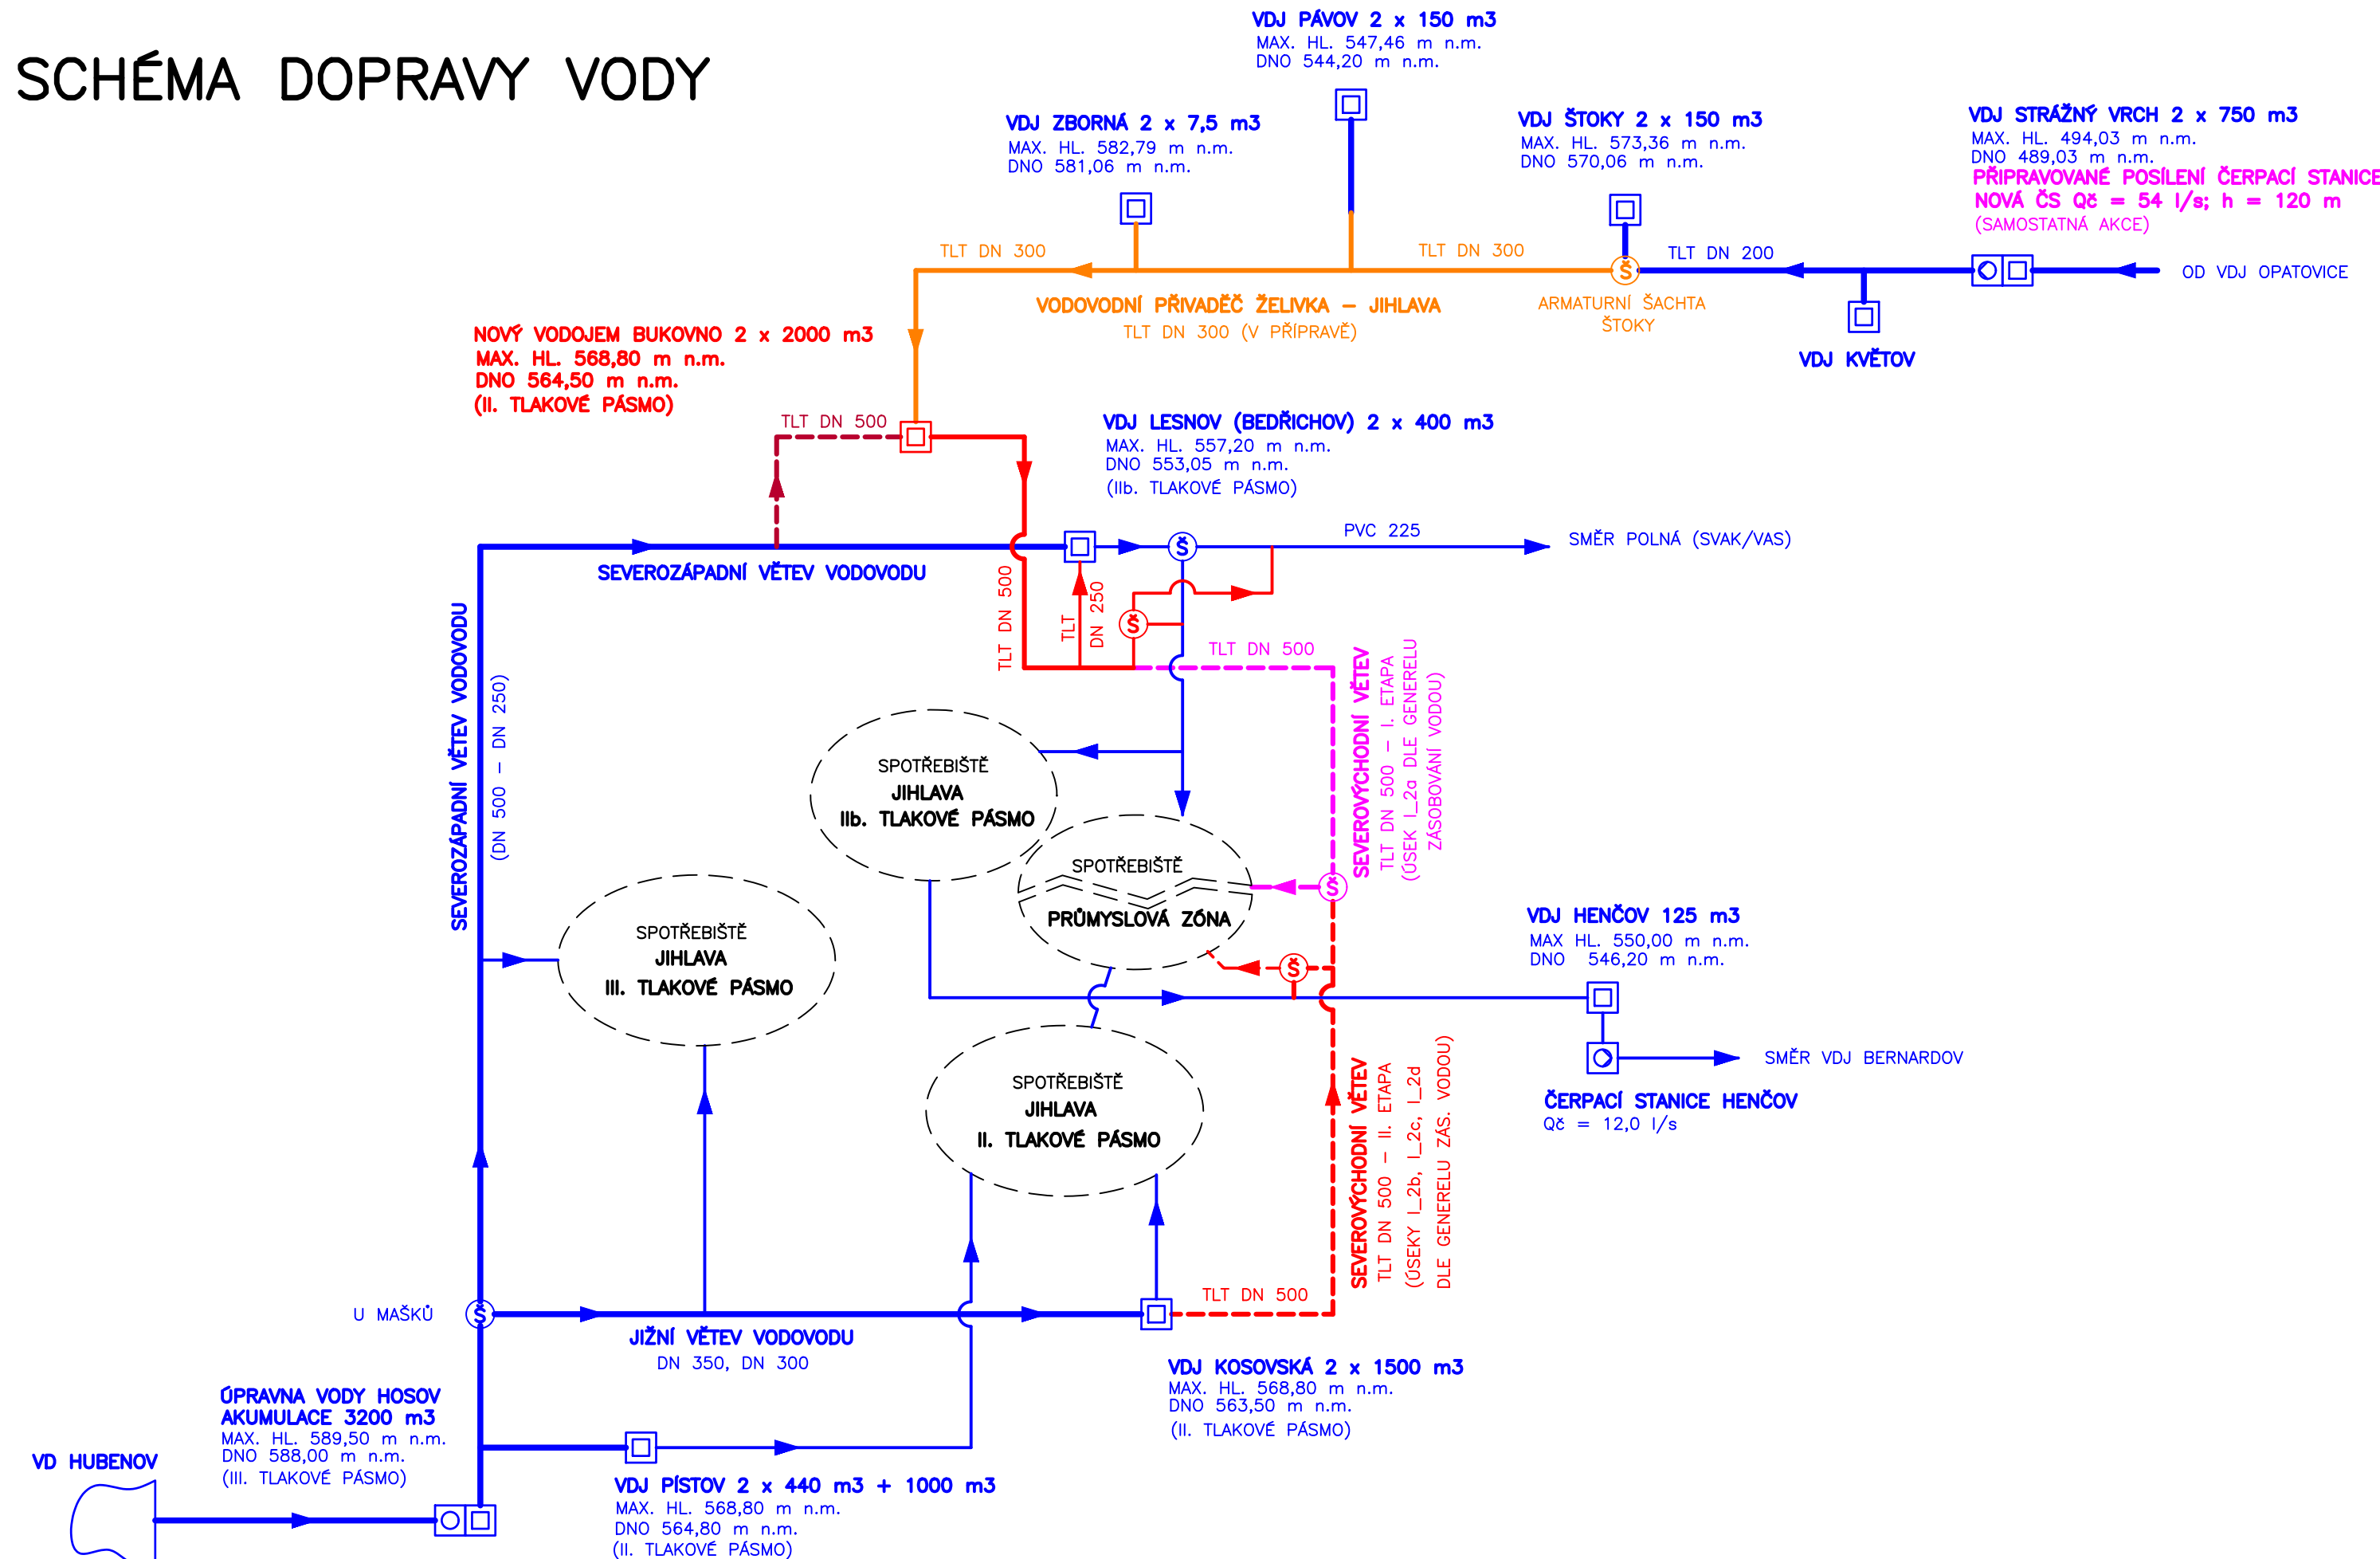 SCHÉMA DOPRAVY VODY
VDJ PÁVOV 2 x 150 m3
MAX. HL. 547,46 m n.m.
DNO 544,20 m n.m.
VDJ ZBORNÁ 2 x 7,5 m3
MAX. HL. 582,79 m n.m.
DNO 581,06 m n.m.
VDJ ŠTOKY 2 x 150 m3
MAX. HL. 573,36 m n.m.
DNO 570,06 m n.m.
VDJ STRÁŽNÝ VRCH 2 x 750 m3
MAX. HL. 494,03 m n.m.
DNO 489,03 m n.m.
PŘIPRAVOVANÉ POSÍLENÍ ČERPACÍ STANICE
NOVÁ ČS Qč = 54 l/s; h = 120 m
(SAMOSTATNÁ AKCE)
TLT DN 300
TLT DN 300
Š
TLT DN 200
OD VDJ OPATOVICE
VODOVODNÍ PŘIVADĚČ ŽELIVKA – JIHLAVA
TLT DN 300 (V PŘÍPRAVĚ)
ARMATURNÍ ŠACHTA
ŠTOKY
VDJ KVĚTOV
NOVÝ VODOJEM BUKOVNO 2 x 2000 m3
MAX. HL. 568,80 m n.m.
DNO 564,50 m n.m.
(II. TLAKOVÉ PÁSMO)
TLT DN 500
VDJ LESNOV (BEDŘICHOV) 2 x 400 m3
MAX. HL. 557,20 m n.m.
DNO 553,05 m n.m.
(IIb. TLAKOVÉ PÁSMO)
Š
PVC 225
SMĚR POLNÁ (SVAK/VAS)
SEVEROZÁPADNÍ VĚTEV VODOVODU
SEVEROZÁPADNÍ VĚTEV VODOVODU
(DN 500 – DN 250)
TLT DN 500
TLT
DN 250
Š
TLT DN 500
SEVEROVÝCHODNÍ VĚTEV
TLT DN 500 – I. ETAPA
(ÚSEK I_2a DLE GENERELU
ZÁSOBOVÁNÍ VODOU)
SPOTŘEBIŠTĚ
JIHLAVA
IIb. TLAKOVÉ PÁSMO
SPOTŘEBIŠTĚ
PRŮMYSLOVÁ ZÓNA
Š
Š
SPOTŘEBIŠTĚ
JIHLAVA
III. TLAKOVÉ PÁSMO
VDJ HENČOV 125 m3
MAX HL. 550,00 m n.m.
DNO 546,20 m n.m.
SMĚR VDJ BERNARDOV
ČERPACÍ STANICE HENČOV
Qč = 12,0 l/s
SPOTŘEBIŠTĚ
JIHLAVA
II. TLAKOVÉ PÁSMO
SEVEROVÝCHODNÍ VĚTEV
TLT DN 500 – II. ETAPA
(ÚSEKY I_2b, I_2c, I_2d
DLE GENERELU ZÁS. VODOU)
TLT DN 500
U MAŠKŮ
Š
JIŽNÍ VĚTEV VODOVODU
DN 350, DN 300
VDJ KOSOVSKÁ 2 x 1500 m3
MAX. HL. 568,80 m n.m.
DNO 563,50 m n.m.
(II. TLAKOVÉ PÁSMO)
ÚPRAVNA VODY HOSOV
AKUMULACE 3200 m3
MAX. HL. 589,50 m n.m.
DNO 588,00 m n.m.
(III. TLAKOVÉ PÁSMO)
VD HUBENOV
VDJ PÍSTOV 2 x 440 m3 + 1000 m3
MAX. HL. 568,80 m n.m.
DNO 564,80 m n.m.
(II. TLAKOVÉ PÁSMO)